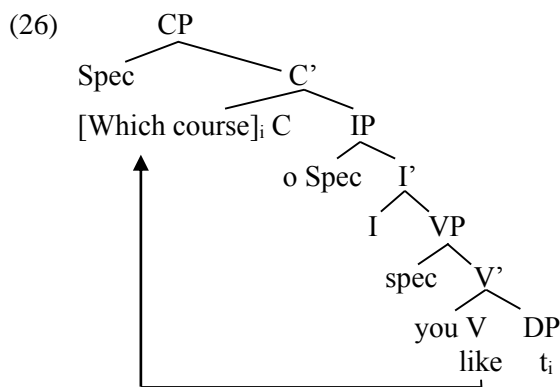 (26) CP
Spec C’
[Which course]i C IP
o Spec I’
I VP
spec V’
you V DP
like ti